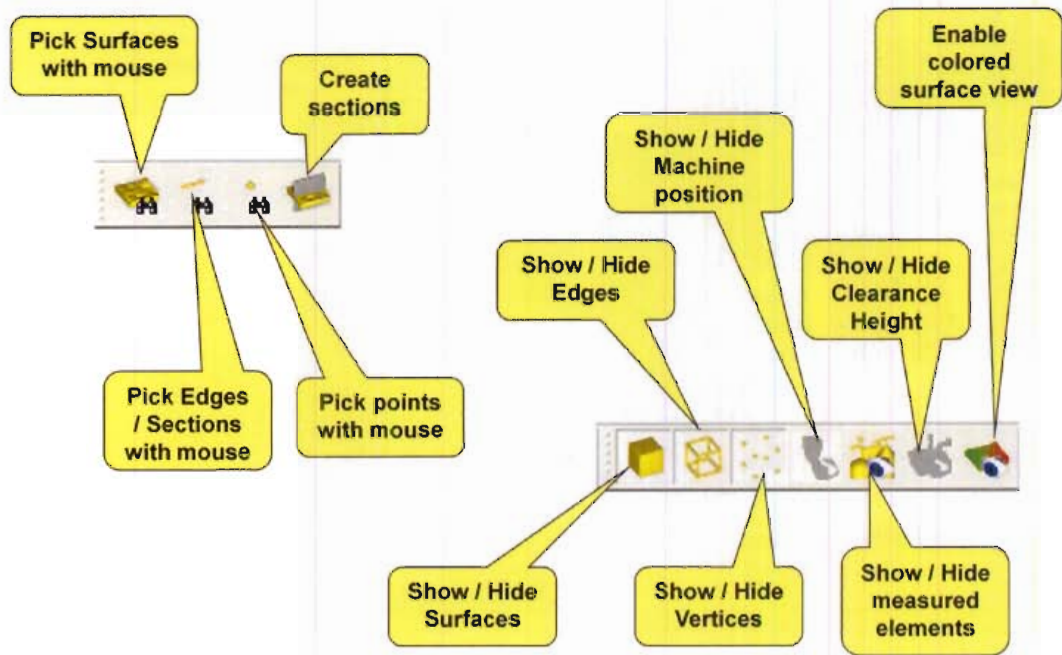 Pick Surfaces
with mouse
Create
sections
Pick Edges
/ Sections
with mouse
Pick points
with mouse
Enable
colored
surface view
Show / Hide
Machine
position
Show / Hide
Edges
Show / Hide
Clearance
Height
Show / Hide
Surfaces
Show / Hide
Vertices
Show / Hide
measured
elements